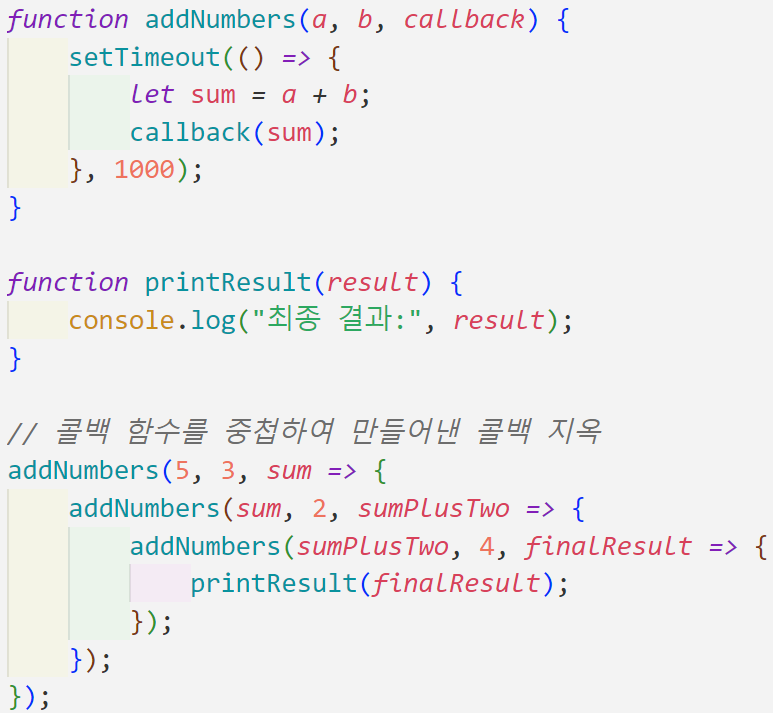 function addNumbers(a, b, callback) {
    setTimeout(() => {
        let sum = a + b;
        callback(sum);
    }, 1000);
}

function printResult(result) {
    console.log("최종 결과:", result);
}

// 콜백 함수를 중첩하여 만들어낸 콜백 지옥
addNumbers(5, 3, sum => {
    addNumbers(sum, 2, sumPlusTwo => {
        addNumbers(sumPlusTwo, 4, finalResult => {
            printResult(finalResult);
        });
    });
});